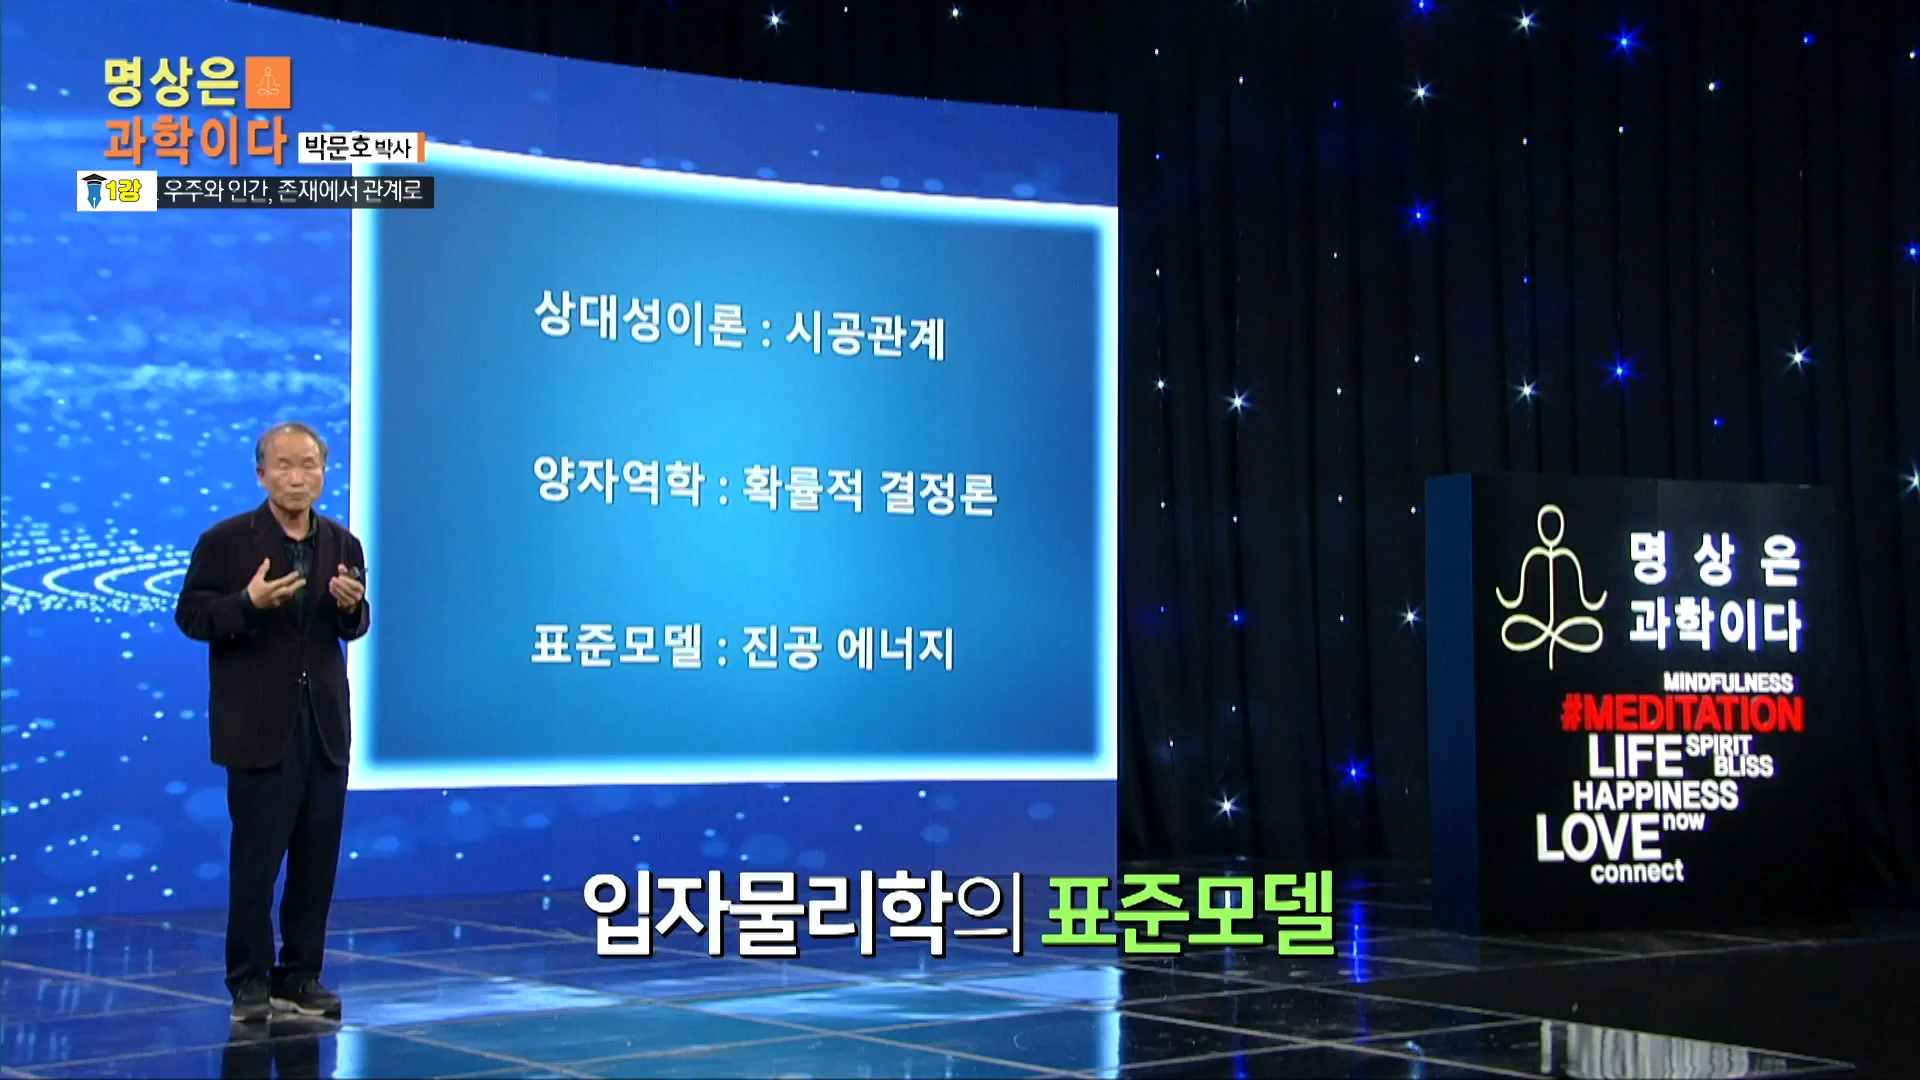 명상은
과학이다 박문호 박사
1강 우주와 인간, 존재에서 관계로
상대성이론 : 시공관계
양자역학 : 확률적 결정론
표준모델 : 진공 에너지
명상은
과학이다
MINDFULNESS
#MEDITATION
LIFE SPIRIT
BLISS
HAPPINESS
LOVE now
connect
입자물리학의 표준모델